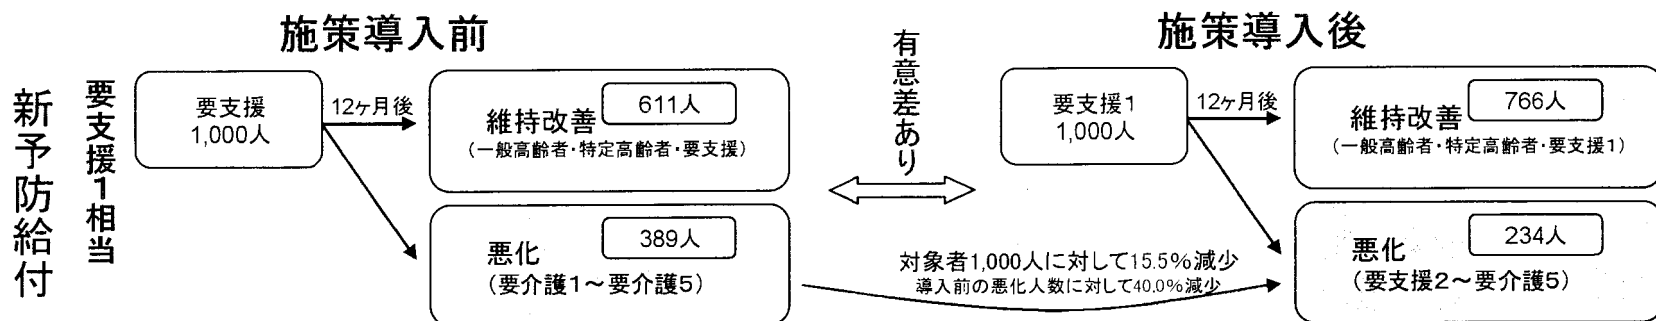 新予防給付
要支援1相当
施策導入前
要支援
1,000人
12ヶ月後
維持改善
611人
（一般高齢者・特定高齢者・要支援）
悪化
389人
（要介護1～要介護5）
有意差あり
対象者1,000人に対して15.5%減少
導入前の悪化人数に対して40.0%減少
施策導入後
要支援1
1,000人
12ヶ月後
維持改善
766人
（一般高齢者・特定高齢者・要支援1）
悪化
234人
（要支援2～要介護5）